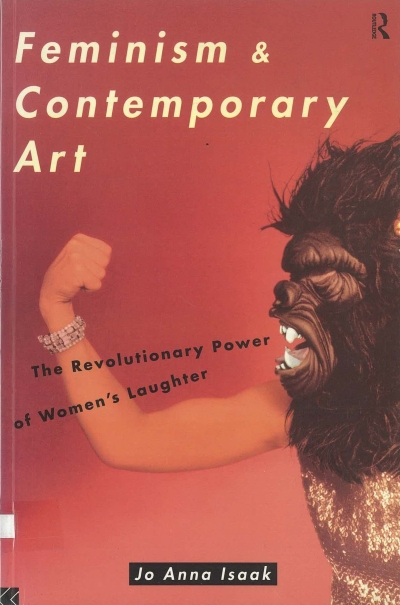 Feminism &
Contemporary
Art
The Revolutionary Power
of Women's Laughter
Jo Anna Isaak